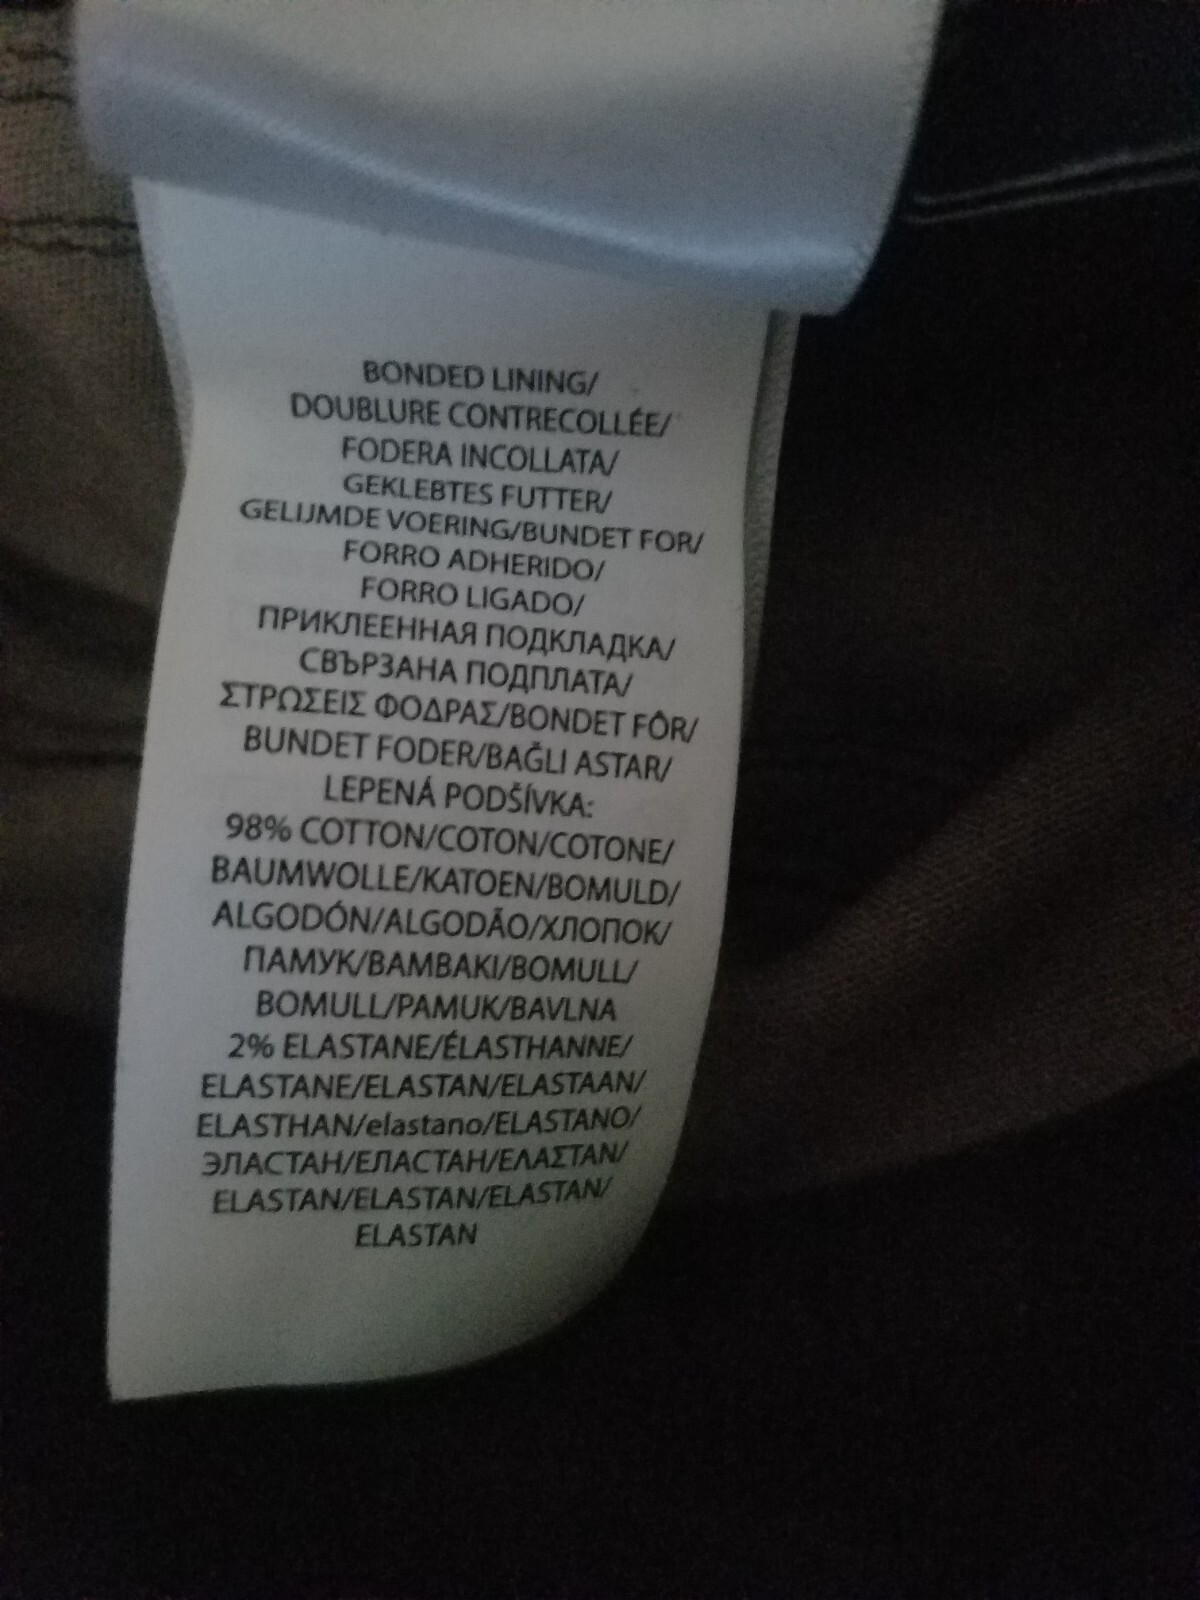 BONDED LINING/
DOUBLURE CONTRECOLLÉE/
FODERA INCOLLATA/
GEKLEBTES FUTTER/
GELIJMDE VOERING/BUNDET FOR/
FORRO ADHERIDO/
FORRO LIGADO/
ПРИКЛЕЕННАЯ ПОДКЛАДКА/
СВЪРЗАНА ПОДПЛАТА/
ΣΤΡΩΣΕΙΣ ΦΟΔΡΑΣ/BONDET FÔR/
BUNDET FODER/BAĞLI ASTAR/
LEPENÁ PODŠÍVKA:
98% COTTON/COTON/COTONE/
BAUMWOLLE/KATOEN/BOMULD/
ALGODÓN/ALGODÃO/ХЛОПОК/
ПАМУК/ΒΑΜΒΑΚΙ/BOMULL/
BOMULL/PAMUK/BAVLNA
2% ELASTANE/ÉLASTHANNE/
ELASTANE/ELASTAN/ELASTAAN/
ELASTHAN/elastano/ELASTANO/
ЭЛАСТАН/ЕЛАСТАН/ΕΛΑΣΤΑΝ/
ELASTAN/ELASTAN/ELASTAN/
ELASTAN